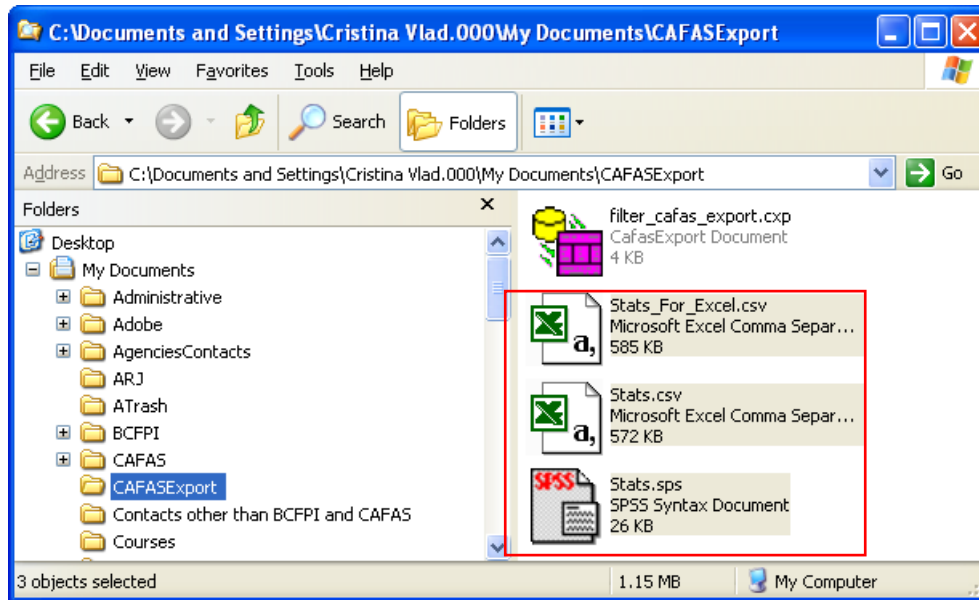 C:\Documents and Settings\Cristina Vlad.000\My Documents\CAFASExport
File Edit View Favorites Tools Help
Back Search Folders
Address C:\Documents and Settings\Cristina Vlad.000\My Documents\CAFASExport Go
Folders x
Desktop
My Documents
Administrative
Adobe
AgenciesContacts
ARJ
ATrash
BCFPI
CAFAS
CAFASExport
Contacts other than BCFPI and CAFAS
Courses
filter_cafas_export.cxp
CafasExport Document
4 KB
Stats_For_Excel.csv
Microsoft Excel Comma Separ...
585 KB
a,
Stats.csv
Microsoft Excel Comma Separ...
572 KB
a,
SPSS
Stats.sps
SPSS Syntax Document
26 KB
3 objects selected 1.15 MB My Computer